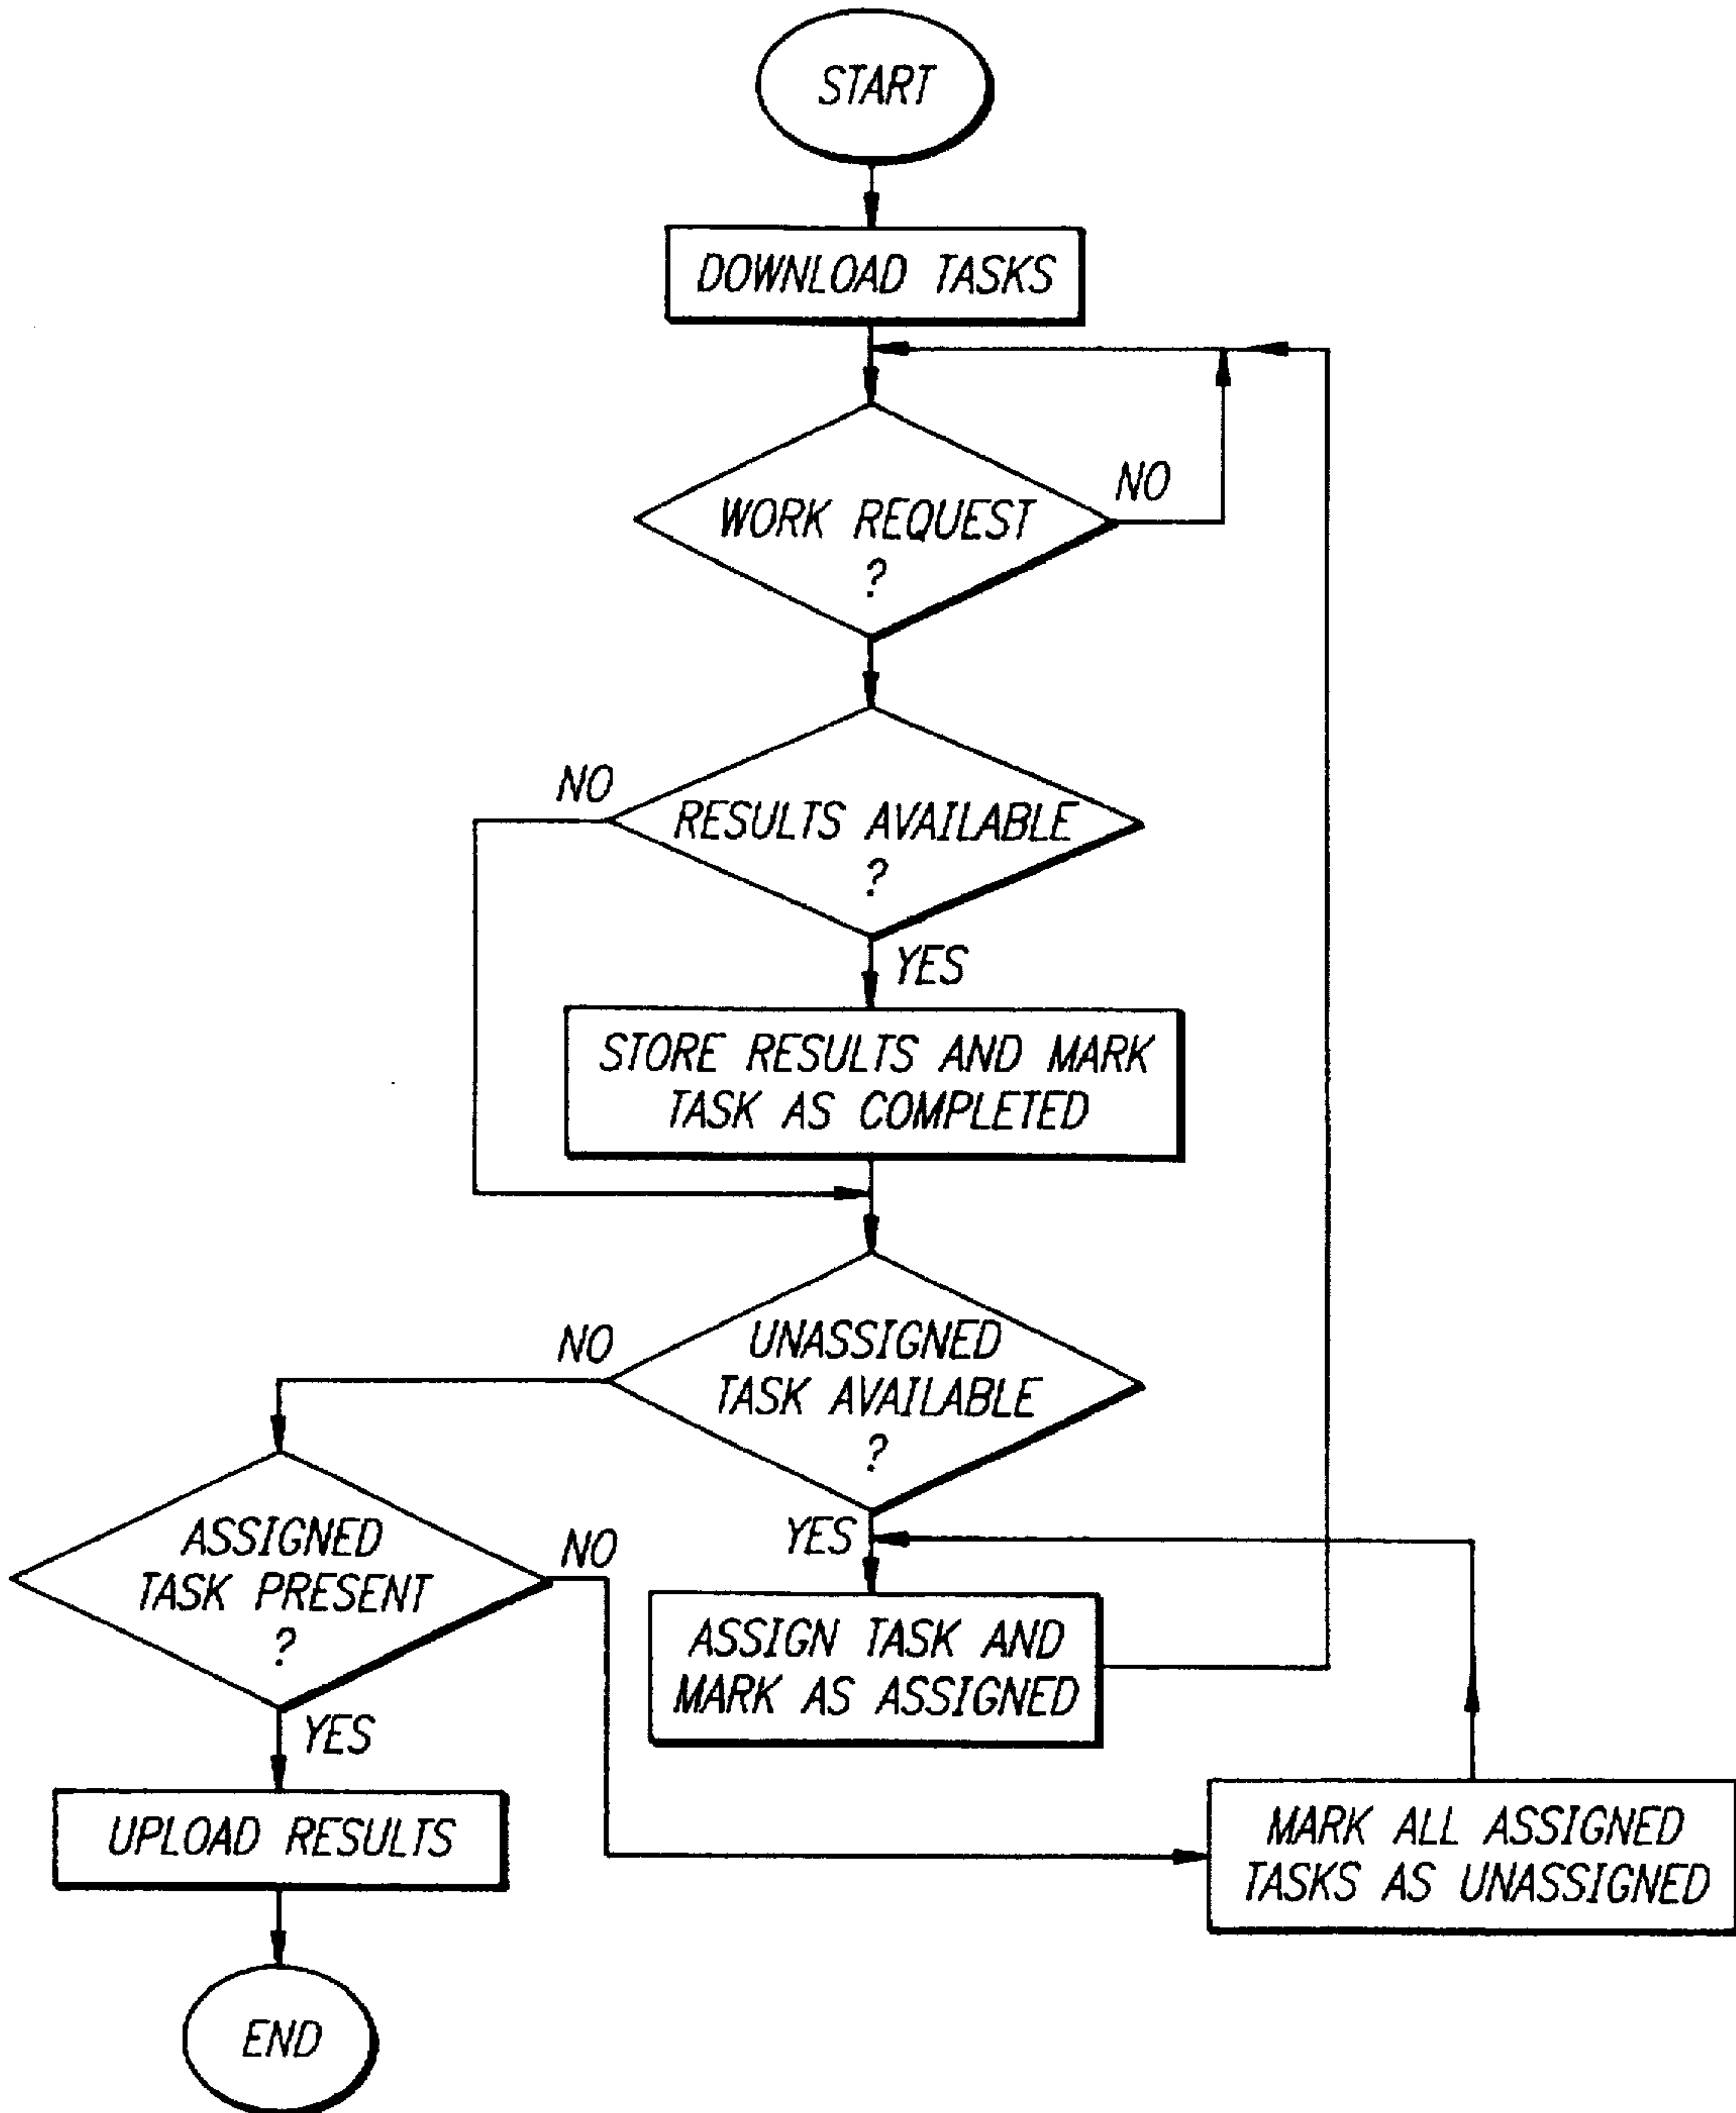 START
DOWNLOAD TASKS
NO
WORK REQUEST
?
NO
RESULTS AVAILABLE
?
YES
STORE RESULTS AND MARK
TASK AS COMPLETED
NO
UNASSIGNED
TASK AVAILABLE
?
YES
ASSIGNED
TASK PRESENT
?
NO
ASSIGN TASK AND
MARK AS ASSIGNED
YES
UPLOAD RESULTS
MARK ALL ASSIGNED
TASKS AS UNASSIGNED
END